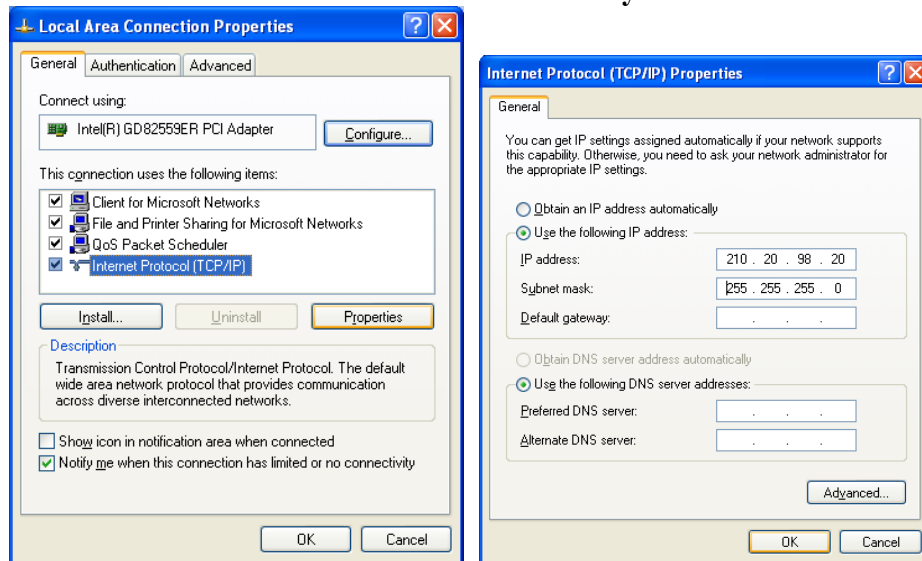 y
Local Area Connection Properties
General Authentication Advanced
Connect using:
Intel(R) GD82559ER PCI Adapter
Configure...
This connection uses the following items:
Client for Microsoft Networks
File and Printer Sharing for Microsoft Networks
QoS Packet Scheduler
Internet Protocol (TCP/IP)
Install... Uninstall Properties
Description
Transmission Control Protocol/Internet Protocol. The default
wide area network protocol that provides communication
across diverse interconnected networks.
Show icon in notification area when connected
Notify me when this connection has limited or no connectivity
OK Cancel
Internet Protocol (TCP/IP) Properties
General
You can get IP settings assigned automatically if your network supports
this capability. Otherwise, you need to ask your network administrator for
the appropriate IP settings.
Obtain an IP address automatically
Use the following IP address:
IP address: 210 . 20 . 98 . 20
Subnet mask: 255 . 255 . 255 . 0
Default gateway: . . .
Obtain DNS server address automatically
Use the following DNS server addresses:
Preferred DNS server: . . .
Alternate DNS server: . . .
Advanced...
OK Cancel